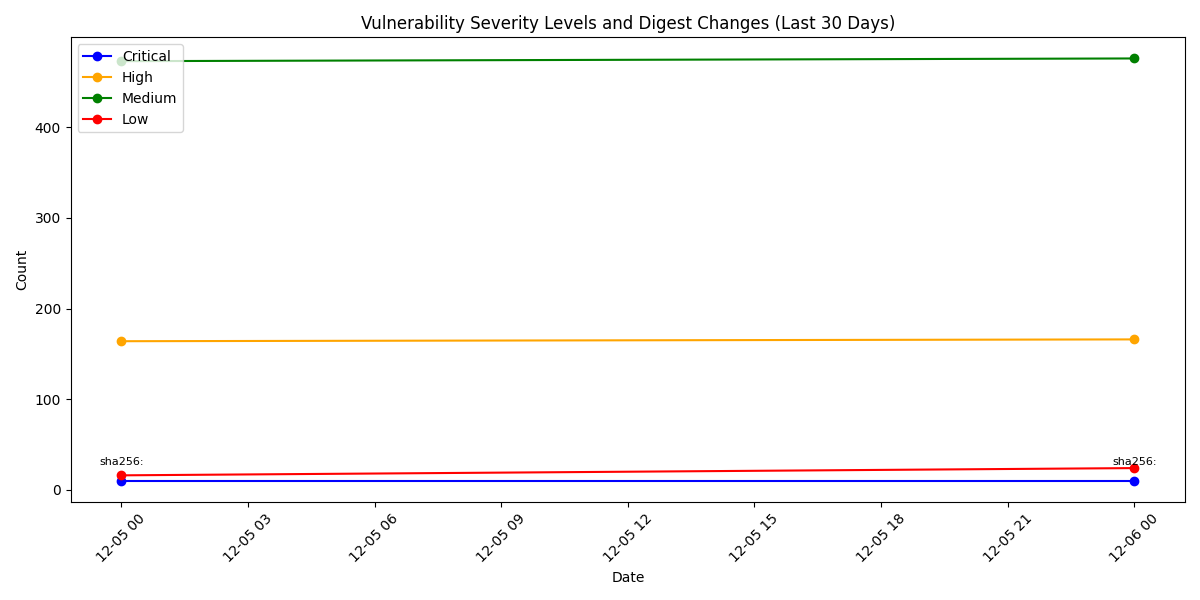 Vulnerability Severity Levels and Digest Changes (Last 30 Days)
Critical
High
Medium
Low
Count
400
300
200
100
0
sha256:
sha256:
12-05 00
12-05 03
12-05 06
12-05 09
12-05 12
12-05 15
12-05 18
12-05 21
12-06 00
Date